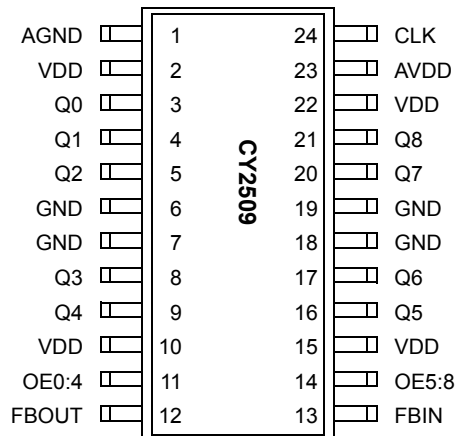 AGND 1 24 CLK
VDD 2 23 AVDD
Q0 3 22 VDD
Q1 4 21 Q8
Q2 5 20 Q7
CY2509
GND 6 19 GND
GND 7 18 GND
Q3 8 17 Q6
Q4 9 16 Q5
VDD 10 15 VDD
OE0:4 11 14 OE5:8
FBOUT 12 13 FBIN